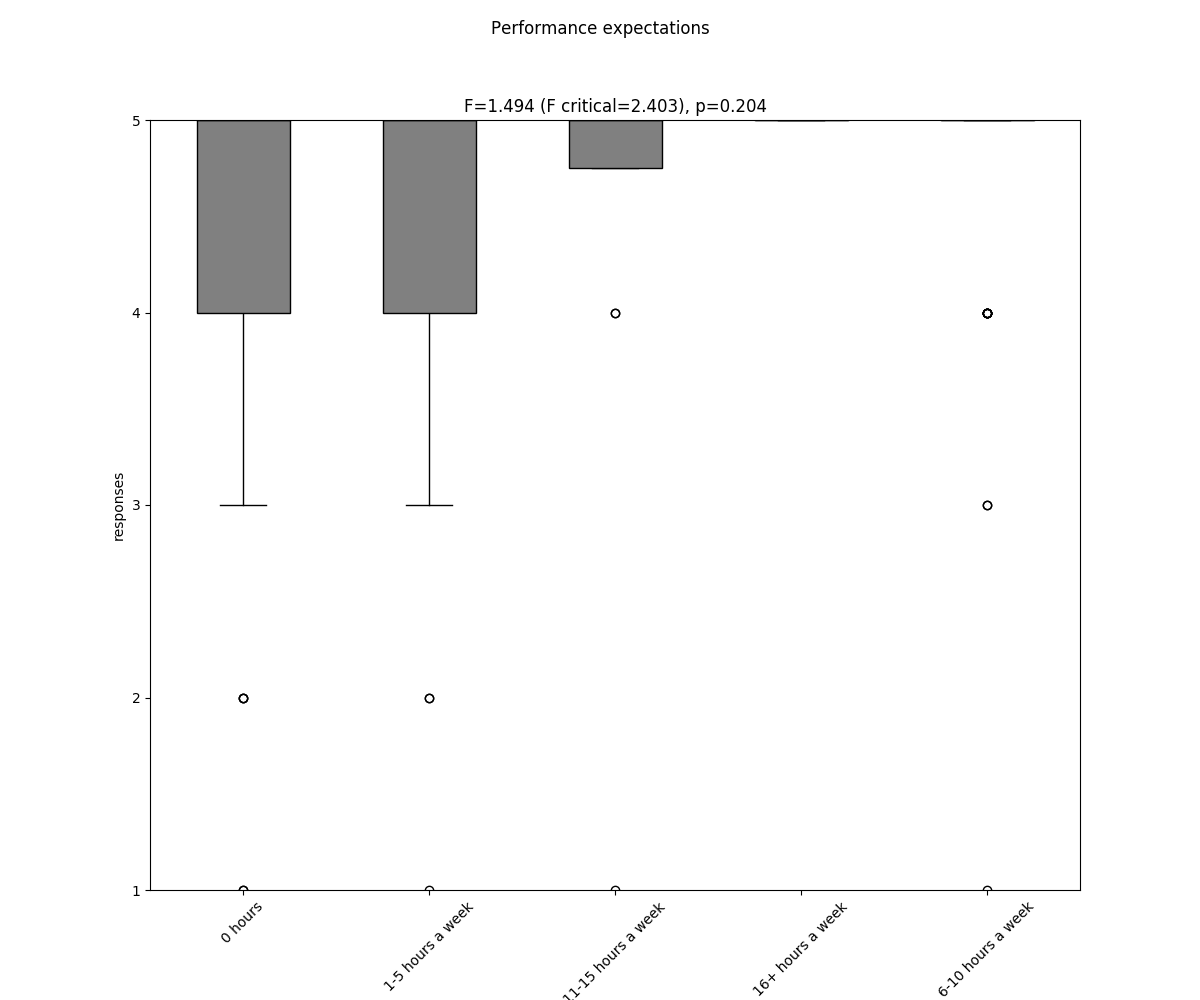 Performance expectations
F=1.494 (F critical=2.403), p=0.204
5
4
3
2
1
responses
0 hours
1-5 hours a week
11-15 hours a week
16+ hours a week
6-10 hours a week